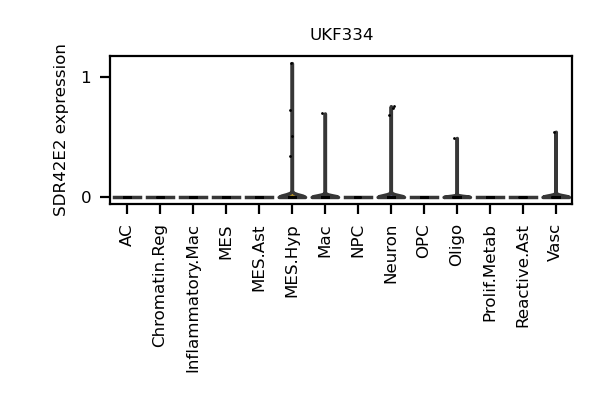 UKF334
SDR42E2 expression
1
0
AC
Chromatin.Reg
Inflammatory.Mac
MES
MES.Ast
MES.Hyp
Mac
NPC
Neuron
OPC
Oligo
Prolif.Metab
Reactive.Ast
Vasc